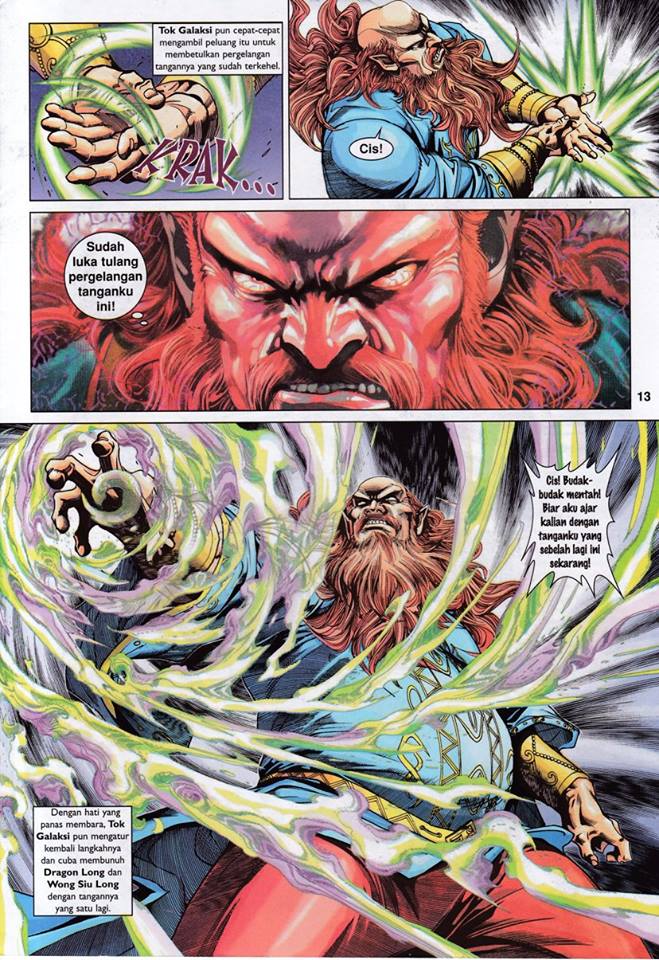 Tok Galaksi pun cepat-cepat
mengambil peluang itu untuk
membetulkan pergelangan
tangannya yang sudah terkehel.
KRAK...
Cis!
Sudah
luka tulang
pergelangan
tanganku
ini!
13
Cis! Budak-
budak mentah!
Biar aku ajar
kalian dengan
tanganku yang
sebelah lagi ini
sekarang!
Dengan hati yang
panas membara, Tok
Galaksi pun mengatur
kembali langkahnya
dan cuba membunuh
Dragon Long dan
Wong Siu Long
dengan tangannya
yang satu lagi.